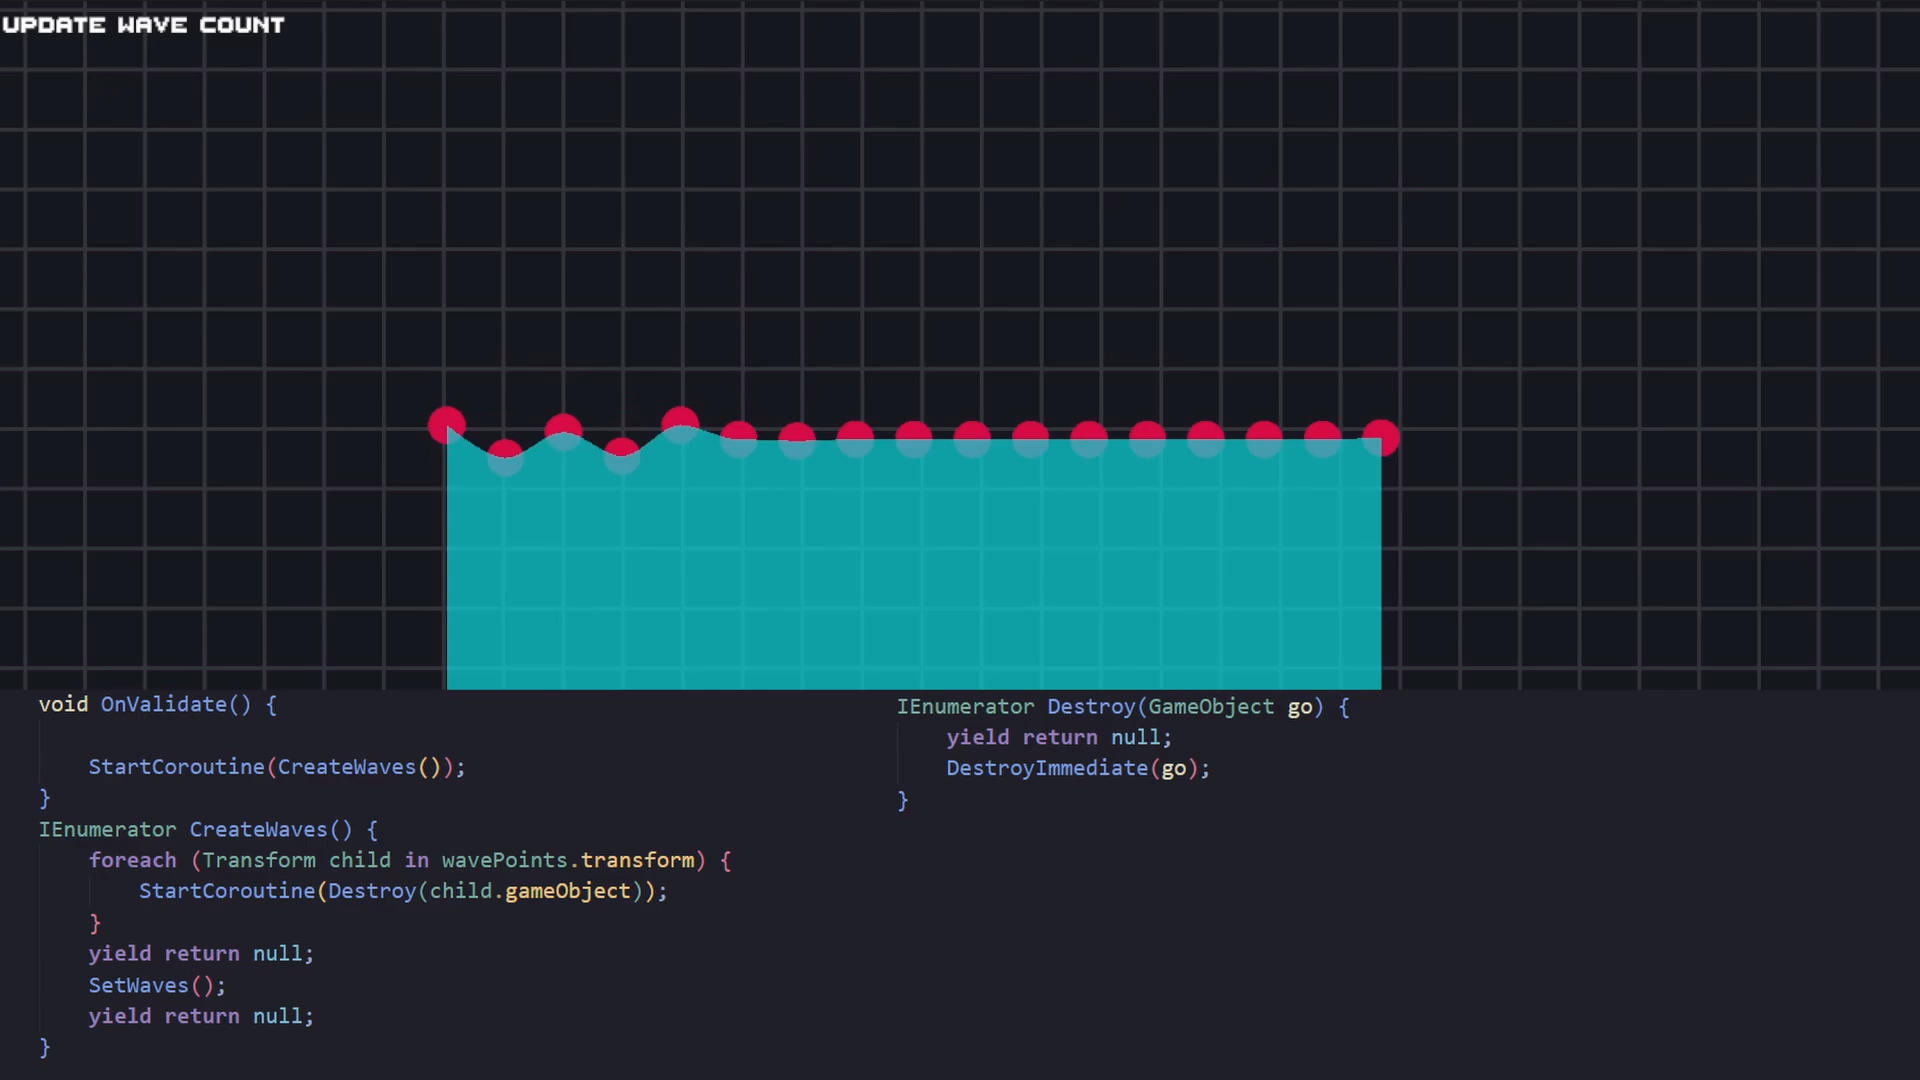 UPDATE WAVE COUNT
void OnValidate() {
StartCoroutine(CreateWaves());
}
IEnumerator CreateWaves() {
foreach (Transform child in wavePoints.transform) {
StartCoroutine(Destroy(child.gameObject));
}
yield return null;
SetWaves();
yield return null;
}
IEnumerator Destroy(GameObject go) {
yield return null;
DestroyImmediate(go);
}